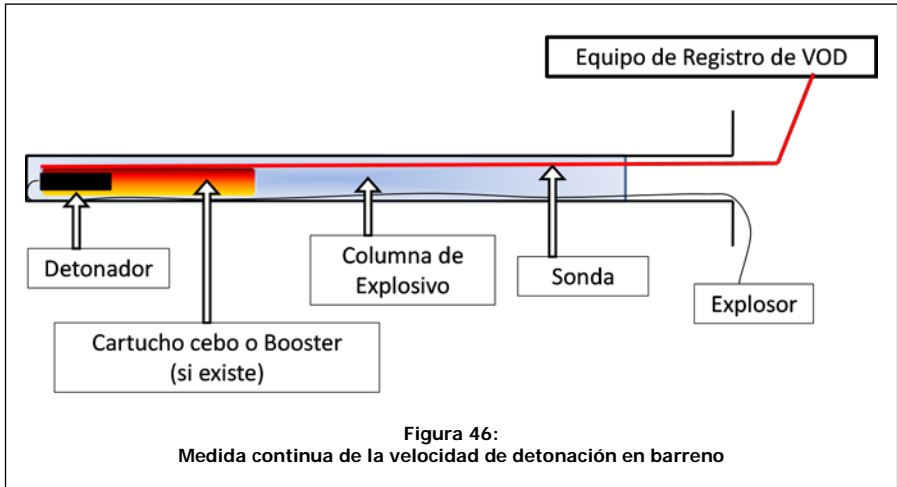 Equipo de Registro de VOD
Detonador
Columna de
Explosivo
Sonda
Explosor
Cartucho cebo o Booster
(si existe)
Figura 46:
Medida continua de la velocidad de detonación en barreno